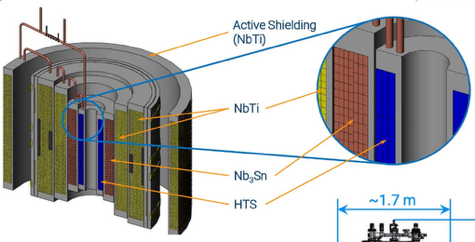 Active Shielding
(NbTi)
NbTi
Nb₃Sn
HTS
~1.7 m